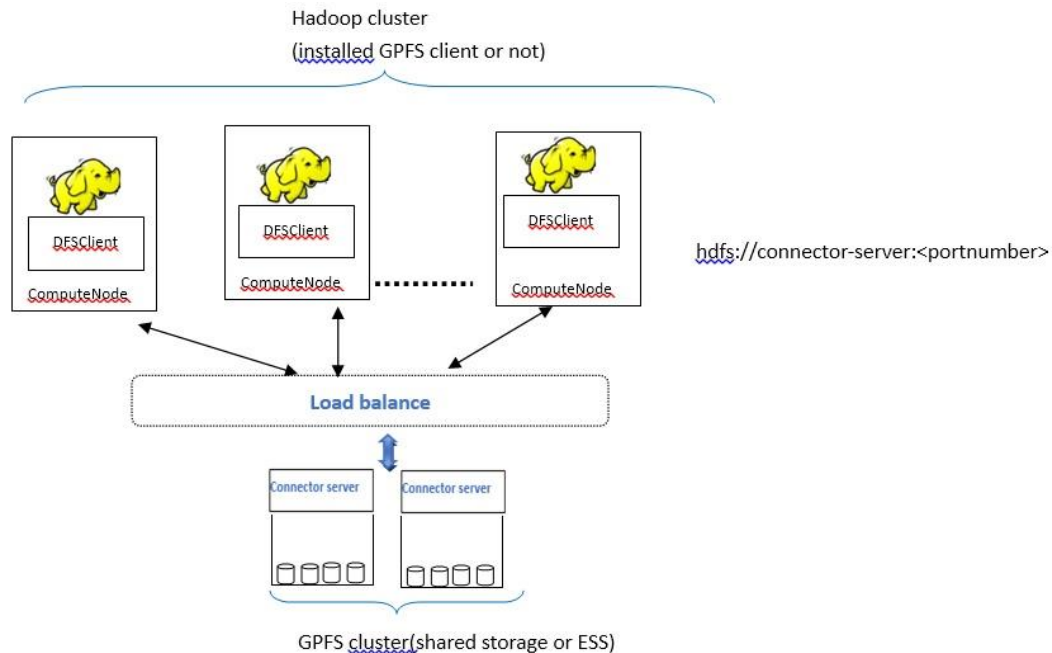 Hadoop cluster
(installed GPFS client or not)
DFSClient
ComputeNode
DFSClient
ComputeNode
DFSClient
ComputeNode
hdfs://connector-server:<portnumber>
Load balance
Connector server
Connector server
GPFS cluster(shared storage or ESS)